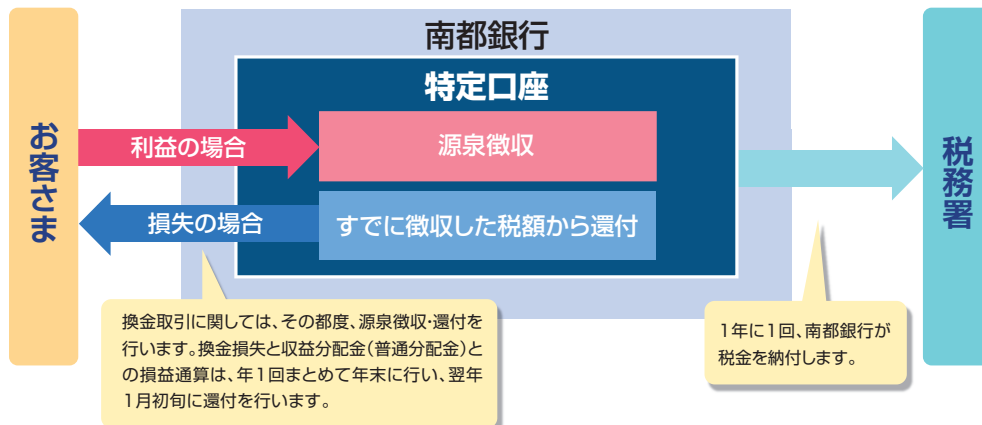 南都銀行
特定口座
お客さま
利益の場合
源泉徴収
税務署
損失の場合
すでに徴収した税額から還付
換金取引に関しては、その都度、源泉徴収・還付を
行います。換金損失と収益分配金(普通分配金)と
の損益通算は、年1回まとめて年末に行い、翌年
1月初旬に還付を行います。
1年に1回、南都銀行が
税金を納付します。